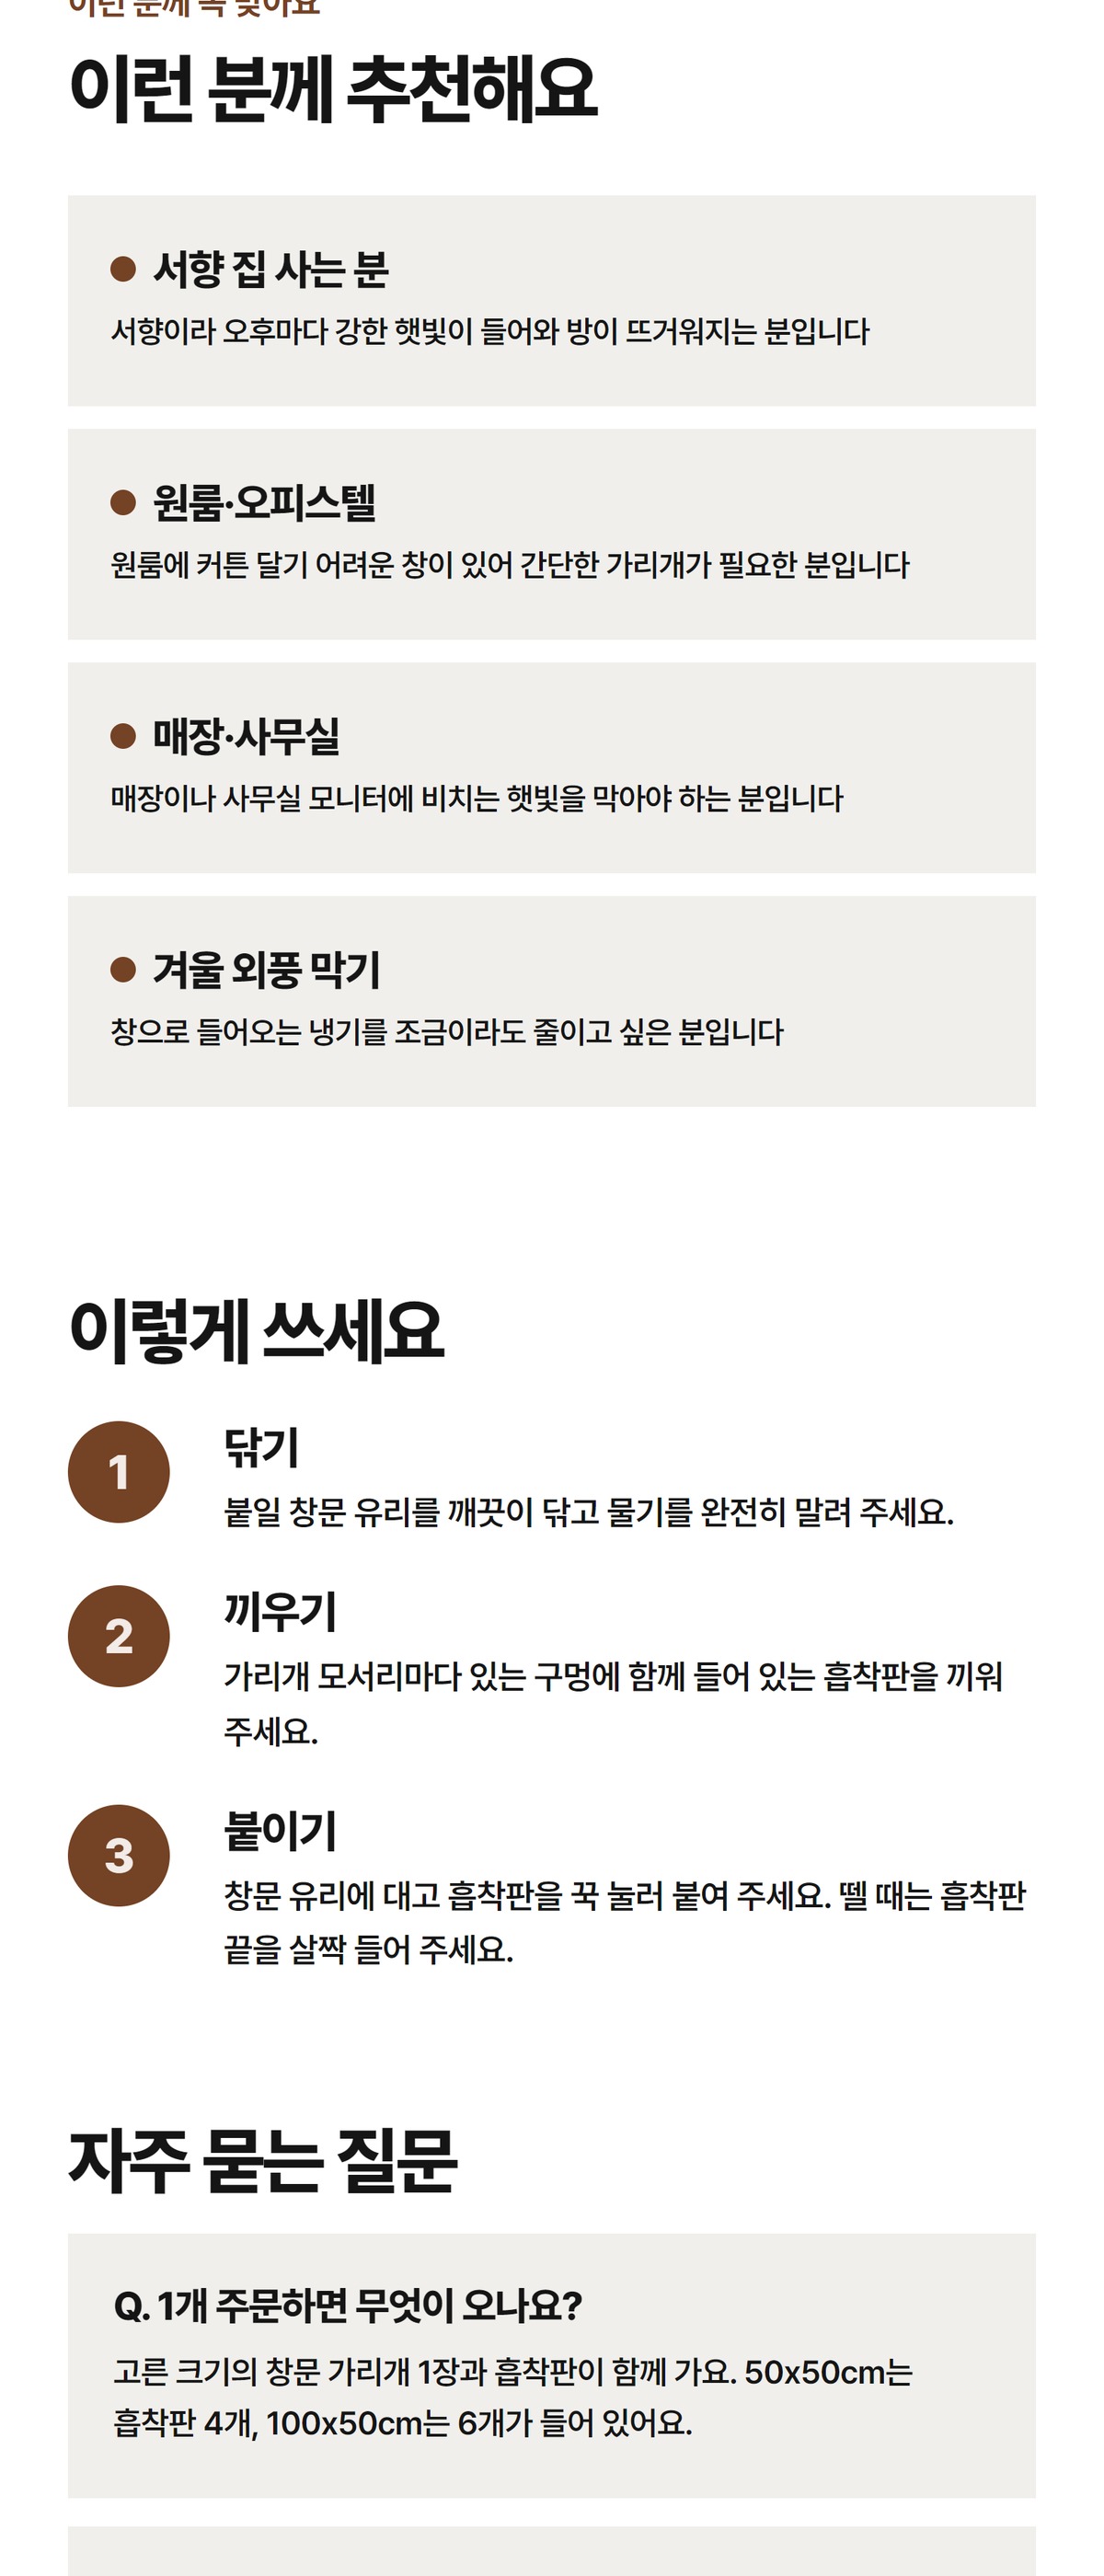 이런 분께 꼭 맞아요
이런 분께 추천해요
서향 집 사는 분
서향이라 오후마다 강한 햇빛이 들어와 방이 뜨거워지는 분입니다
원룸·오피스텔
원룸에 커튼 달기 어려운 창이 있어 간단한 가리개가 필요한 분입니다
매장·사무실
매장이나 사무실 모니터에 비치는 햇빛을 막아야 하는 분입니다
겨울 외풍 막기
창으로 들어오는 냉기를 조금이라도 줄이고 싶은 분입니다
이렇게 쓰세요
1
닦기
붙일 창문 유리를 깨끗이 닦고 물기를 완전히 말려 주세요.
2
끼우기
가리개 모서리마다 있는 구멍에 함께 들어 있는 흡착판을 끼워
주세요.
3
붙이기
창문 유리에 대고 흡착판을 꾹 눌러 붙여 주세요. 뗄 때는 흡착판
끝을 살짝 들어 주세요.
자주 묻는 질문
Q. 1개 주문하면 무엇이 오나요?
고른 크기의 창문 가리개 1장과 흡착판이 함께 가요. 50x50cm는
흡착판 4개, 100x50cm는 6개가 들어 있어요.